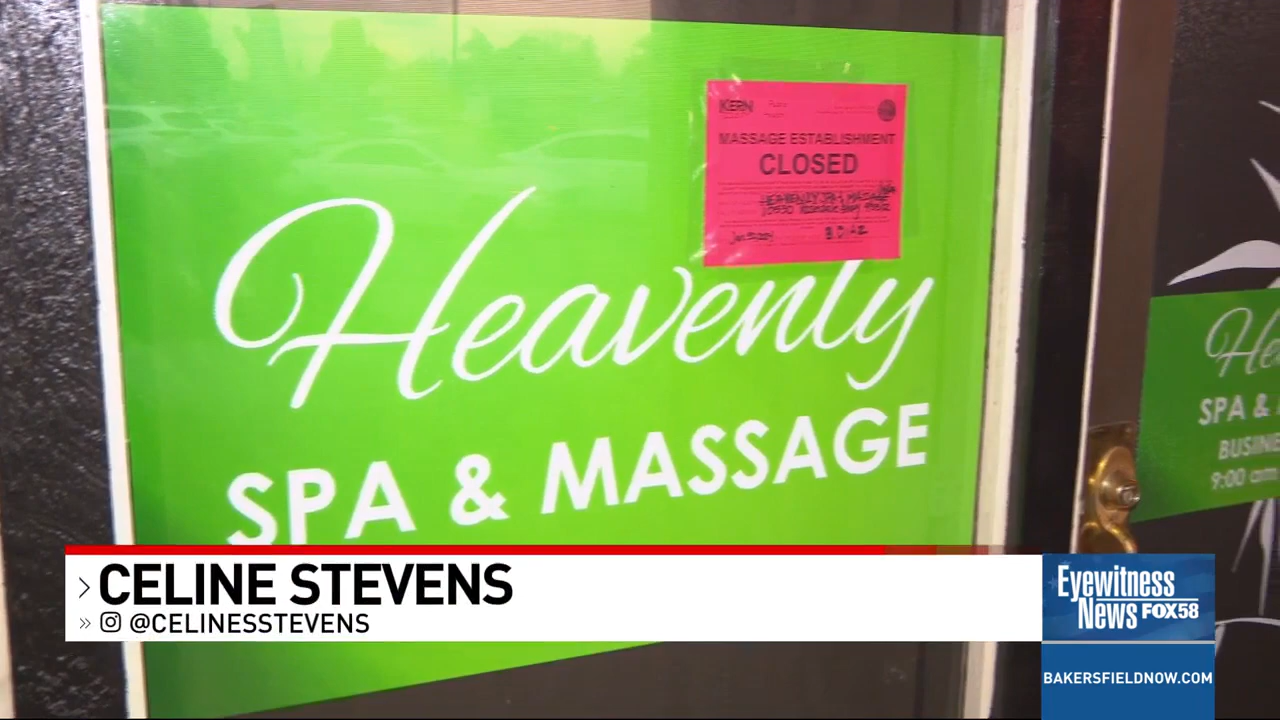 KERN
MASSAGE ESTABLISHMENT
CLOSED
Heavenly
SPA & MASSAGE
He
SPA &
BUSINE
9:00 am
CELINE STEVENS
@CELINESSTEVENS
Eyewitness
News FOX58
BAKERSFIELDNOW.COM